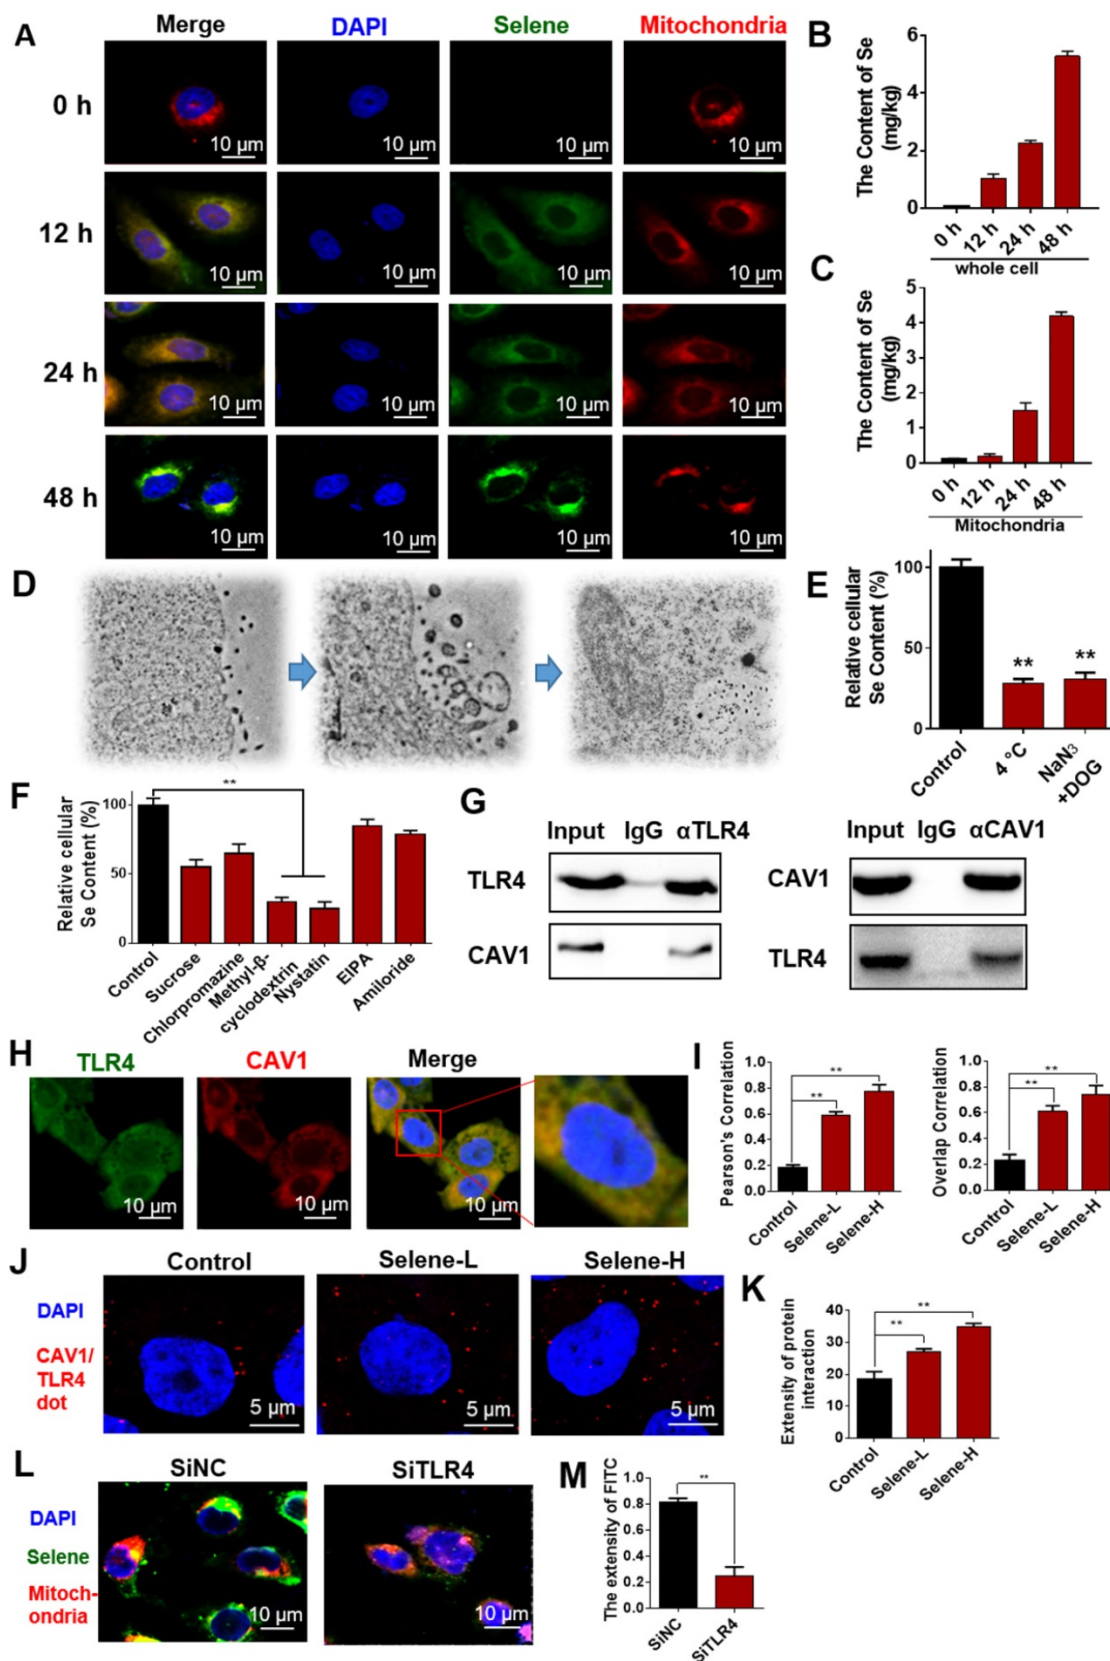 A
Merge DAPI Selene Mitochondria
0 h
10 µm 10 µm 10 µm 10 µm
12 h
10 µm 10 µm 10 µm 10 µm
24 h
10 µm 10 µm 10 µm 10 µm
48 h
10 µm 10 µm 10 µm 10 µm
B
The Content of Se
(mg/kg)
6
4
2
0
0 h 12 h 24 h 48 h
whole cell
C
The Content of Se
(mg/kg)
5
4
3
2
1
0
0 h 12 h 24 h 48 h
Mitochondria
D
E
Relative cellular
Se Content (%)
100
50
0
** **
Control 4 °C NaN3
+DOG
F
Relative cellular
Se Content (%)
100
50
0
**
Control Sucrose Chlorpromazine Methyl-β-
cyclodextrin Nystatin EIPA Amiloride
G
Input IgG αTLR4
TLR4
CAV1
Input IgG αCAV1
CAV1
TLR4
H
TLR4 CAV1 Merge
10 µm 10 µm 10 µm
I
Pearson's Correlation
1.0
0.8
0.6
0.4
0.2
0.0
** **
Control Selene-L Selene-H
Overlap Correlation
1.0
0.8
0.6
0.4
0.2
0.0
** **
Control Selene-L Selene-H
J
Control Selene-L Selene-H
DAPI
CAV1/
TLR4
dot
5 µm 5 µm 5 µm
K
Extensity of protein
interaction
40
30
20
10
0
** **
Control Selene-L Selene-H
L
SiNC SiTLR4
DAPI
Selene
Mitoch-
ondria
10 µm 10 µm
M
The extensity of FITC
1.0
0.8
0.6
0.4
0.2
0.0
**
SiNC SiTLR4